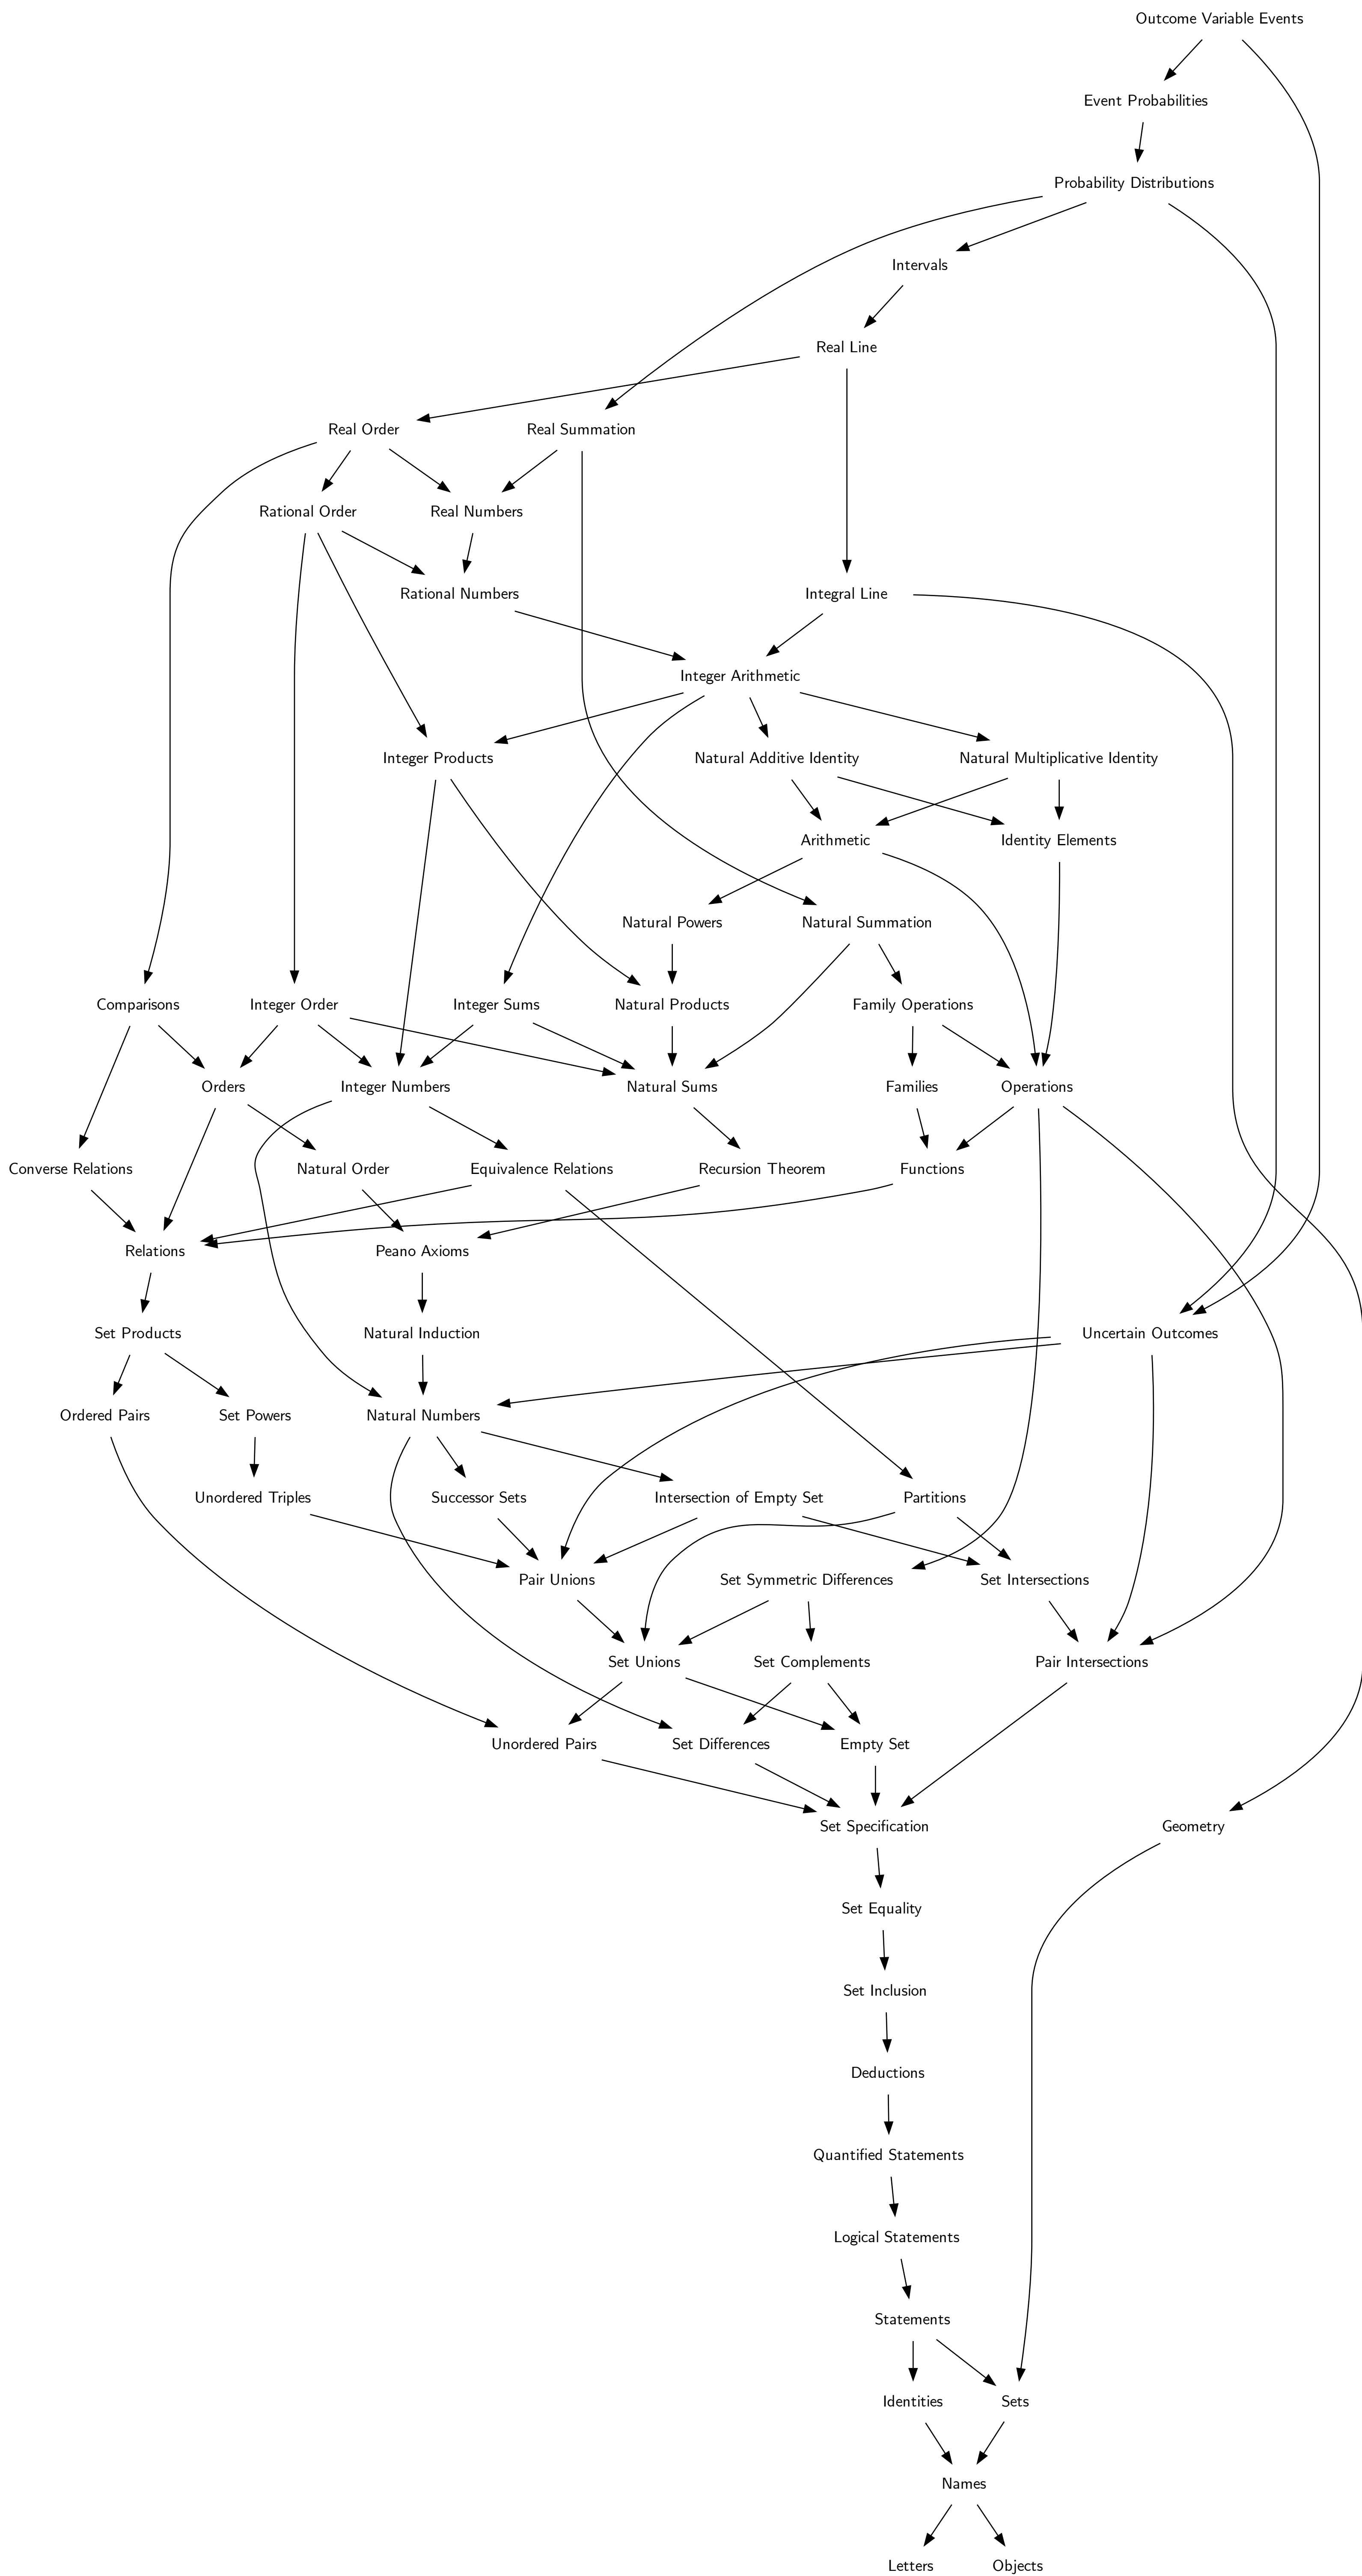 Outcome Variable Events
Event Probabilities
Probability Distributions
Intervals
Real Line
Real Order
Real Summation
Rational Order
Real Numbers
Rational Numbers
Integral Line
Integer Arithmetic
Integer Products
Natural Additive Identity
Natural Multiplicative Identity
Arithmetic
Identity Elements
Natural Powers
Natural Summation
Comparisons
Integer Order
Integer Sums
Natural Products
Family Operations
Orders
Integer Numbers
Natural Sums
Families
Operations
Converse Relations
Natural Order
Equivalence Relations
Recursion Theorem
Functions
Relations
Peano Axioms
Set Products
Natural Induction
Uncertain Outcomes
Ordered Pairs
Set Powers
Natural Numbers
Unordered Triples
Successor Sets
Intersection of Empty Set
Partitions
Pair Unions
Set Symmetric Differences
Set Intersections
Set Unions
Set Complements
Pair Intersections
Unordered Pairs
Set Differences
Empty Set
Set Specification
Geometry
Set Equality
Set Inclusion
Deductions
Quantified Statements
Logical Statements
Statements
Identities
Sets
Names
Letters
Objects